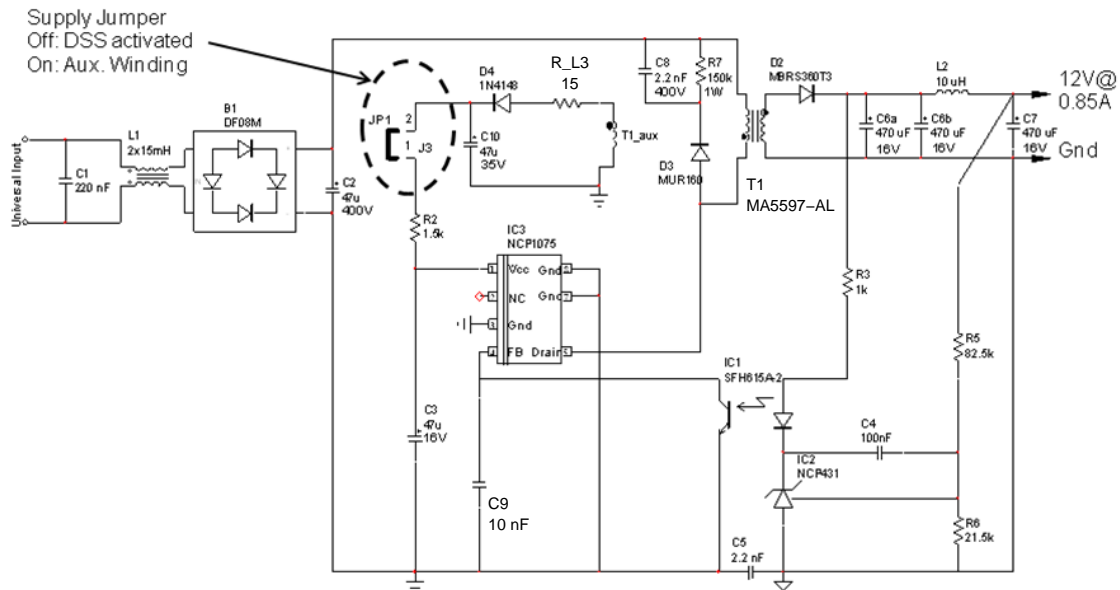 Supply Jumper
Off: DSS activated
On: Aux. Winding
B1
DF08M
L1
2x15mH
C1
220 nF
Universal Input
C2
47u
400V
JP1
2
1
J3
D4
1N4148
R_L3
15
C10
47u
35V
T1_aux
C8
2.2 nF
400V
R7
150k
1W
D3
MUR160
T1
MA5597-AL
D2
MBRS360T3
L2
10 uH
12V@
0.85A
C6a
470 uF
16V
C6b
470 uF
16V
C7
470 uF
16V
Gnd
R2
1.5k
IC3
NCP1075
1
Vcc
Gnd
NC
Gnd
3
Gnd
4
FB
Drain
R3
1k
R5
82.5k
IC1
SFH615A-2
C3
47u
16V
C4
100nF
IC2
NCP431
C9
10 nF
R6
21.5k
C5
2.2 nF